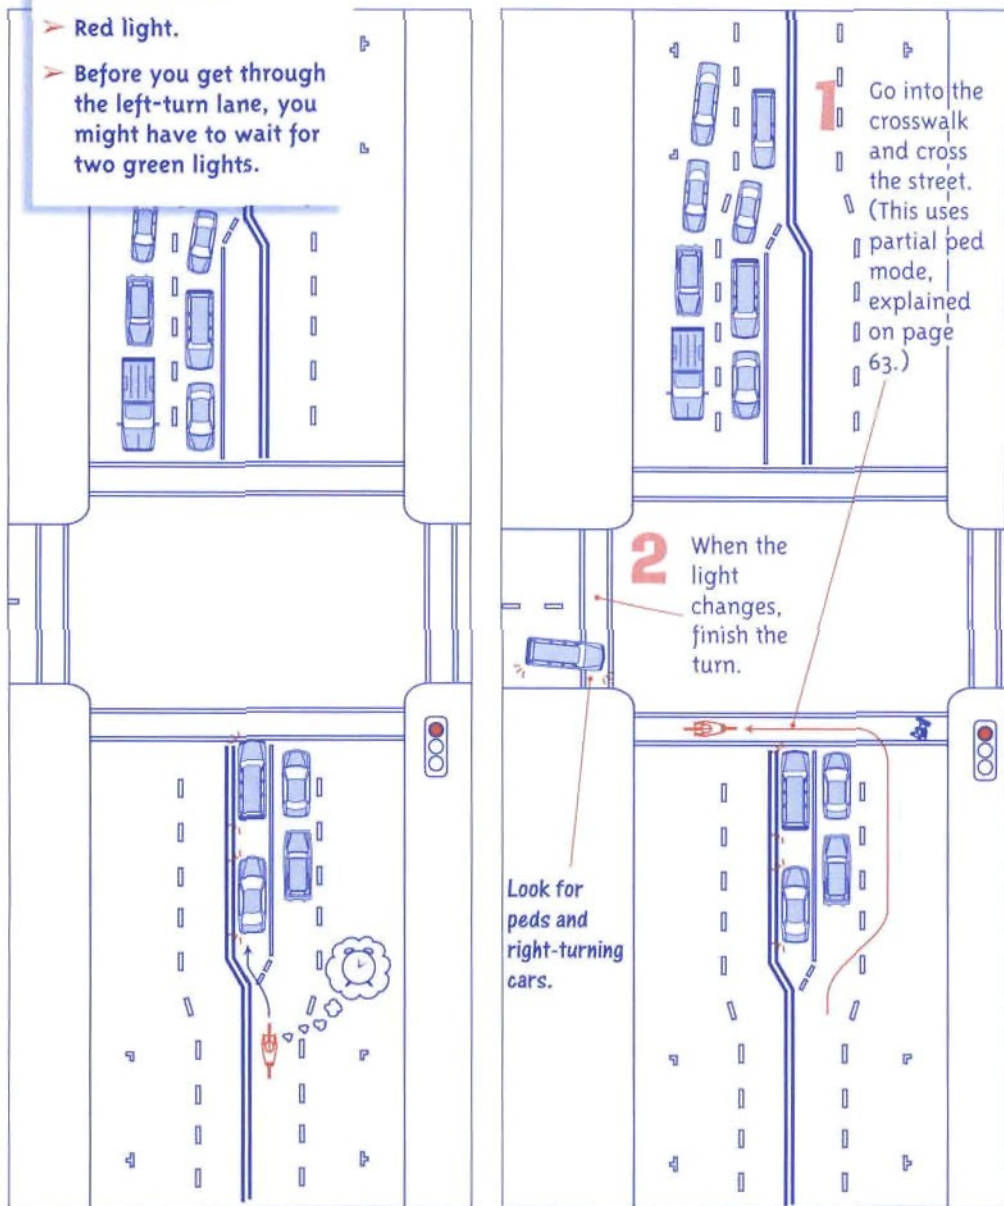 ➢ Red light.
➢ Before you get through
the left-turn lane, you
might have to wait for
two green lights.
1
Go into the
crosswalk
and cross
the street.
(This uses
partial ped
mode,
explained
on page
63.)
2
When the
light
changes,
finish the
turn.
Look for
peds and
right-turning
cars.